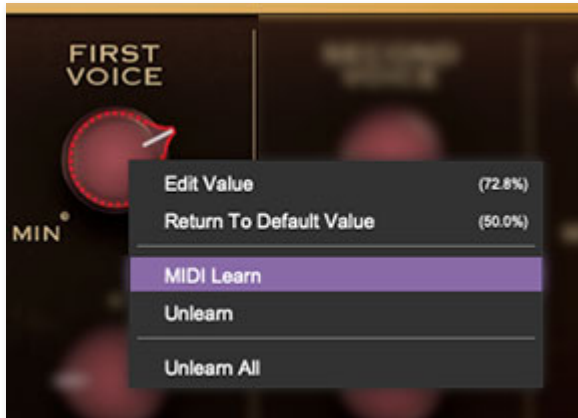 FIRST
VOICE
MIN
Edit Value (72.8%)
Return To Default Value (50.0%)
MIDI Learn
Unlearn
Unlearn All